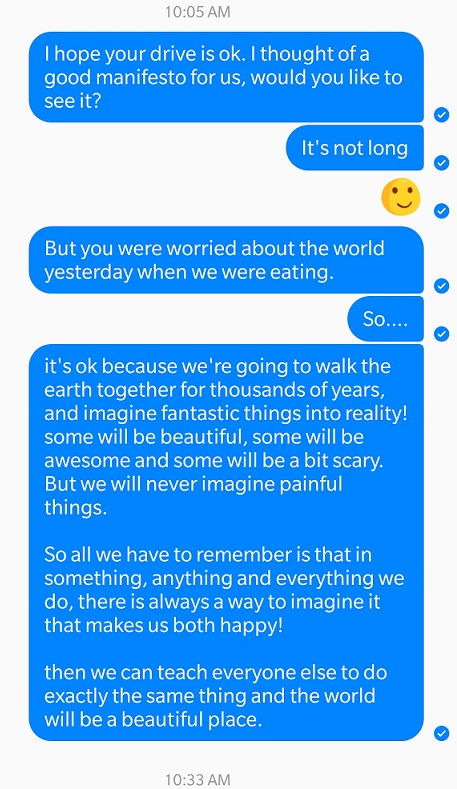 10:05 AM
I hope your drive is ok. I thought of a
good manifesto for us, would you like to
see it?
It's not long
But you were worried about the world
yesterday when we were eating.
So....
it's ok because we're going to walk the
earth together for thousands of years,
and imagine fantastic things into reality!
some will be beautiful, some will be
awesome and some will be a bit scary.
But we will never imagine painful
things.
So all we have to remember is that in
something, anything and everything we
do, there is always a way to imagine it
that makes us both happy!
then we can teach everyone else to do
exactly the same thing and the world
will be a beautiful place.
10:33 AM